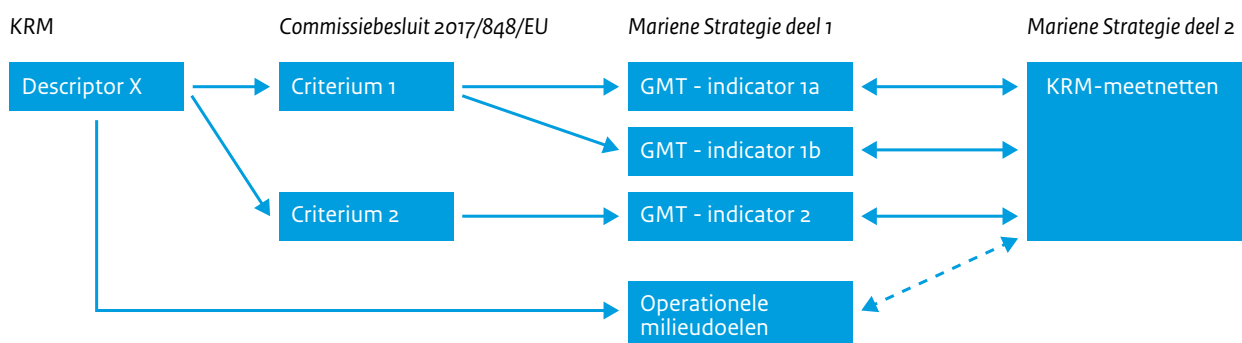 KRM
Commissiebesluit 2017/848/EU
Mariene Strategie deel 1
Mariene Strategie deel 2
Descriptor X
Criterium 1
GMT - indicator 1a
KRM-meetnetten
GMT - indicator 1b
Criterium 2
GMT - indicator 2
Operationele
milieudoelen